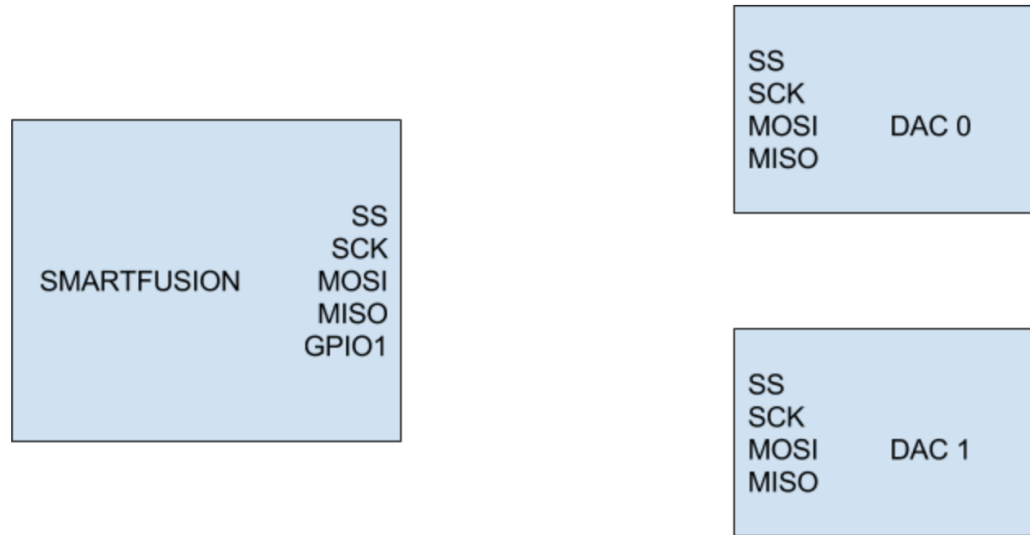 SS
SCK
MOSI DAC 0
MISO
SS
SCK
SMARTFUSION MOSI
MISO
GPIO1
SS
SCK
MOSI DAC 1
MISO